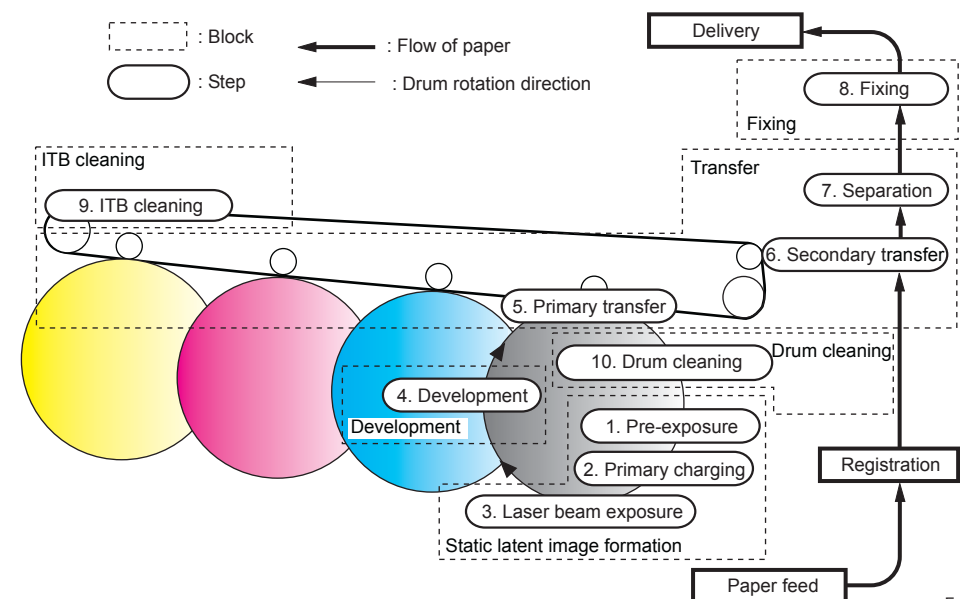 : Block
: Flow of paper
: Step
: Drum rotation direction
Delivery
8. Fixing
Fixing
ITB cleaning
Transfer
9. ITB cleaning
7. Separation
6. Secondary transfer
5. Primary transfer
Drum cleaning
10. Drum cleaning
4. Development
Development
1. Pre-exposure
2. Primary charging
Registration
3. Laser beam exposure
Static latent image formation
Paper feed